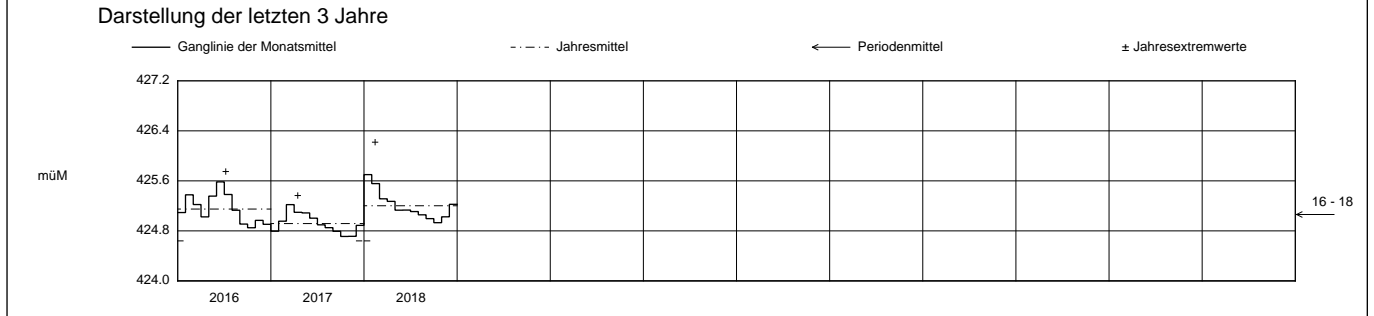 Darstellung der letzten 3 Jahre
Ganglinie der Monatsmittel Jahresmittel Periodenmittel ± Jahresextremwerte
427.2
426.4
müM
425.6
16 - 18
424.8
424.0
2016 2017 2018